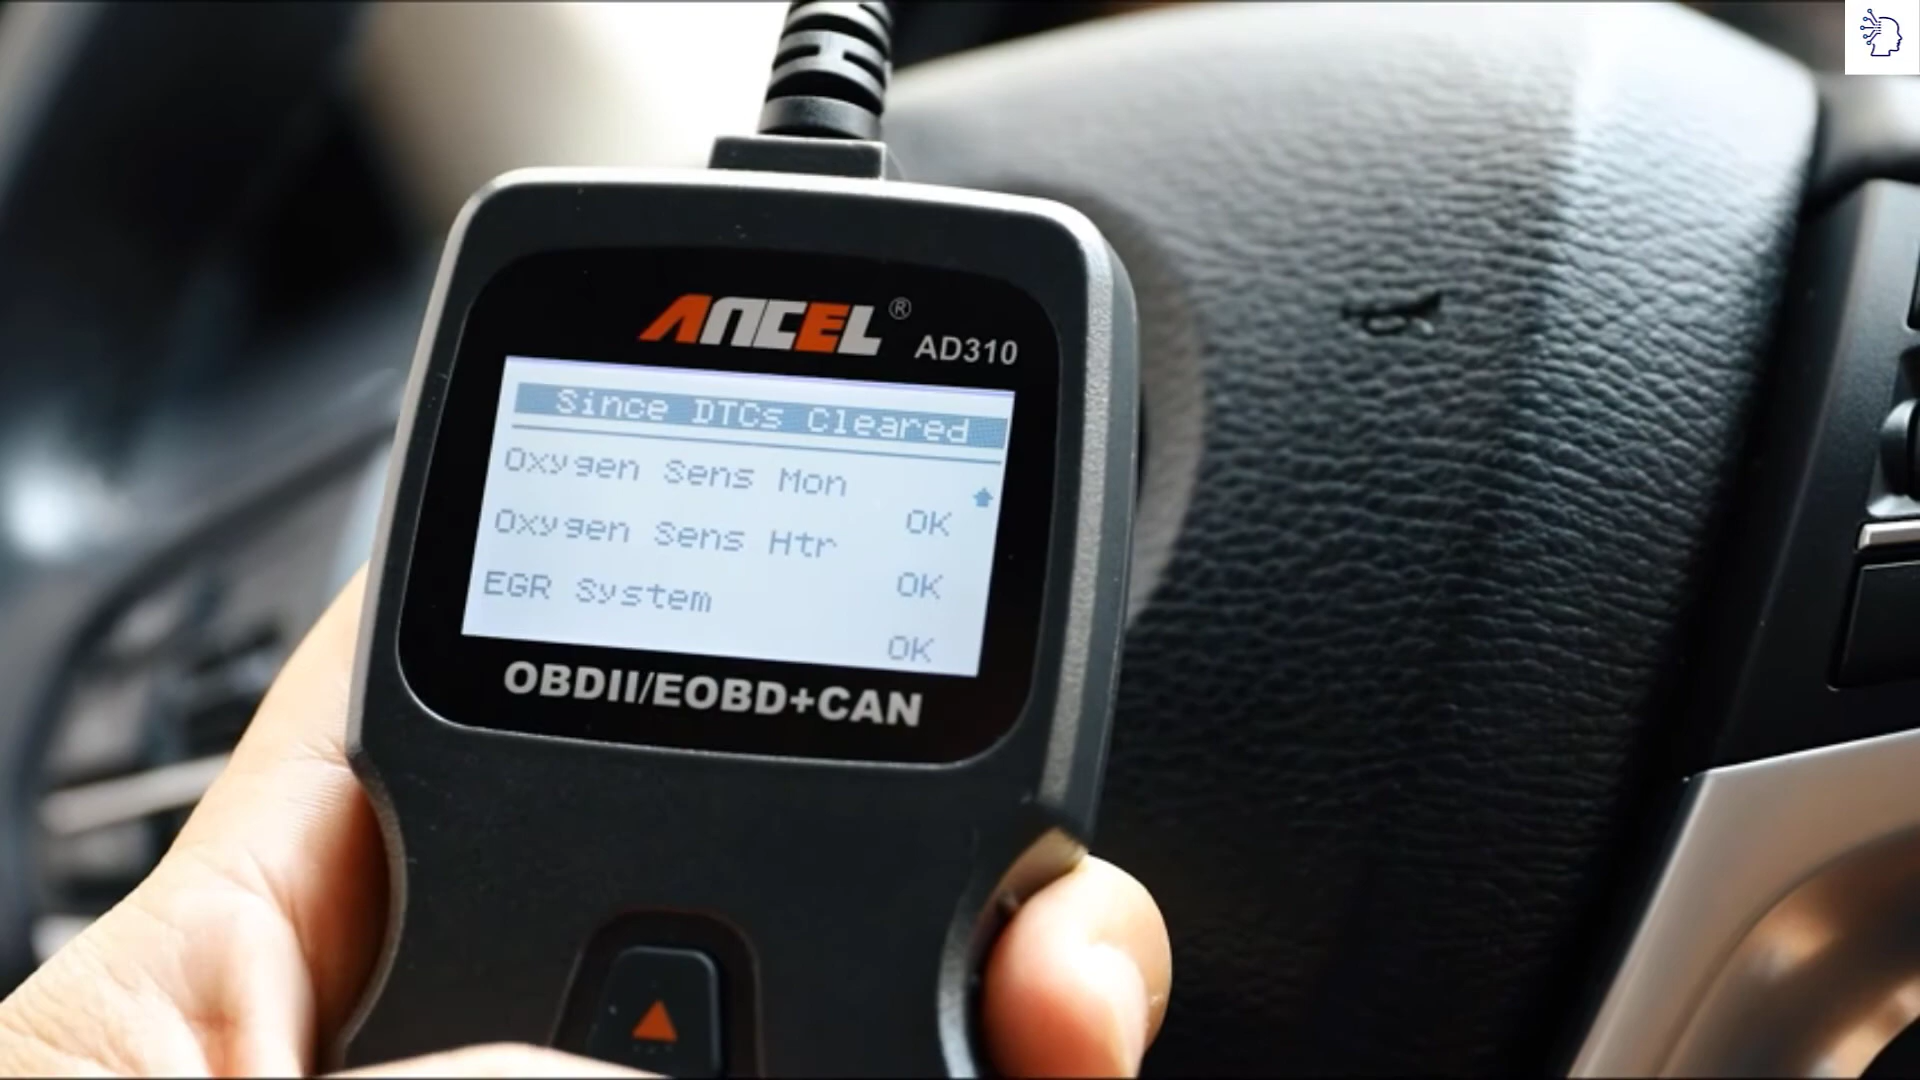 ANCEL® AD310
Since DTCs Cleared
Oxygen Sens Mon
OK
Oxygen Sens Htr
OK
EGR System
OK
OBDII/EOBD+CAN